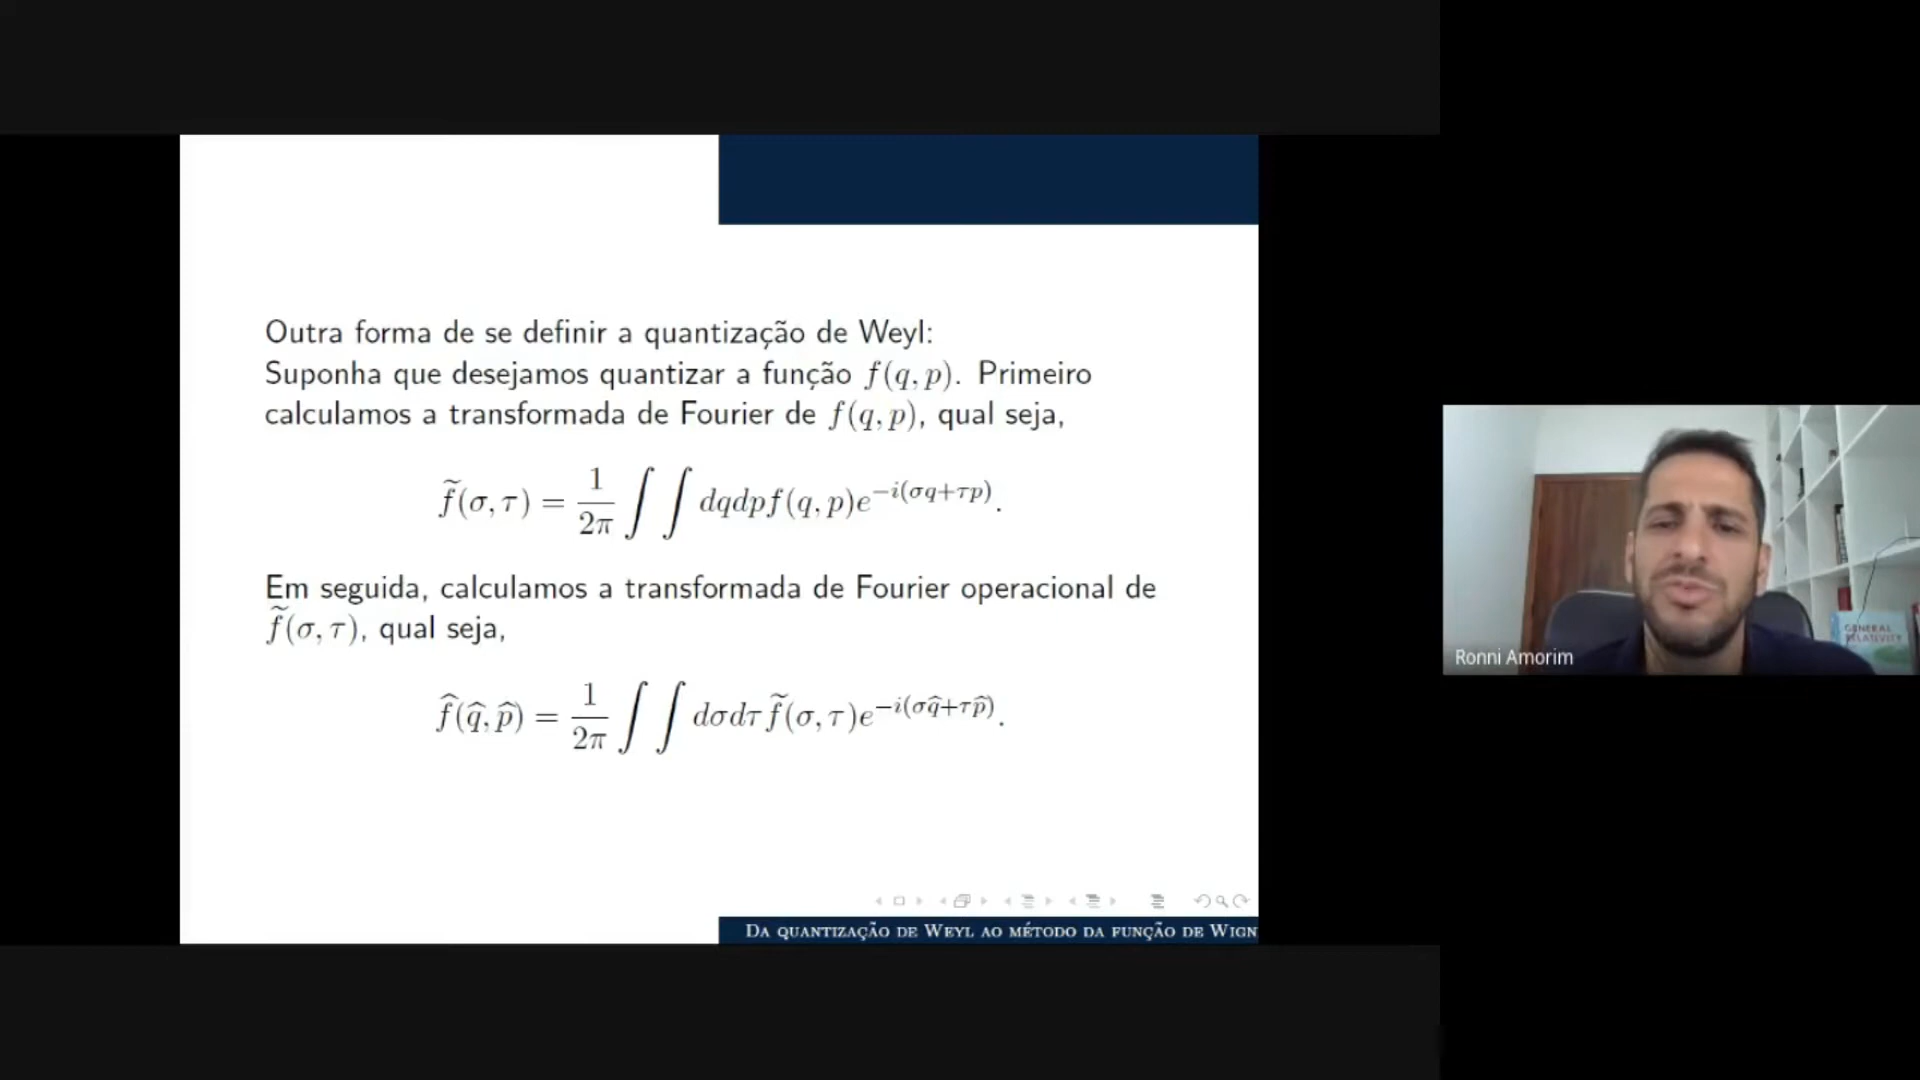 Outra forma de se definir a quantização de Weyl:
Suponha que desejamos quantizar a função f(q, p). Primeiro
calculamos a transformada de Fourier de f(q, p), qual seja,
f̃(σ, τ) = 1/2π ∫ ∫ dqdpf(q, p)e^{−i(σq+τp)}.
Em seguida, calculamos a transformada de Fourier operacional de
f̃(σ, τ), qual seja,
f̂(q̂, p̂) = 1/2π ∫ ∫ dσdτ f̃(σ, τ)e^{−i(σq̂+τp̂)}.
Da quantização de Weyl ao método da função de Wign
GENERAL
RELATIVITY
Ronni Amorim